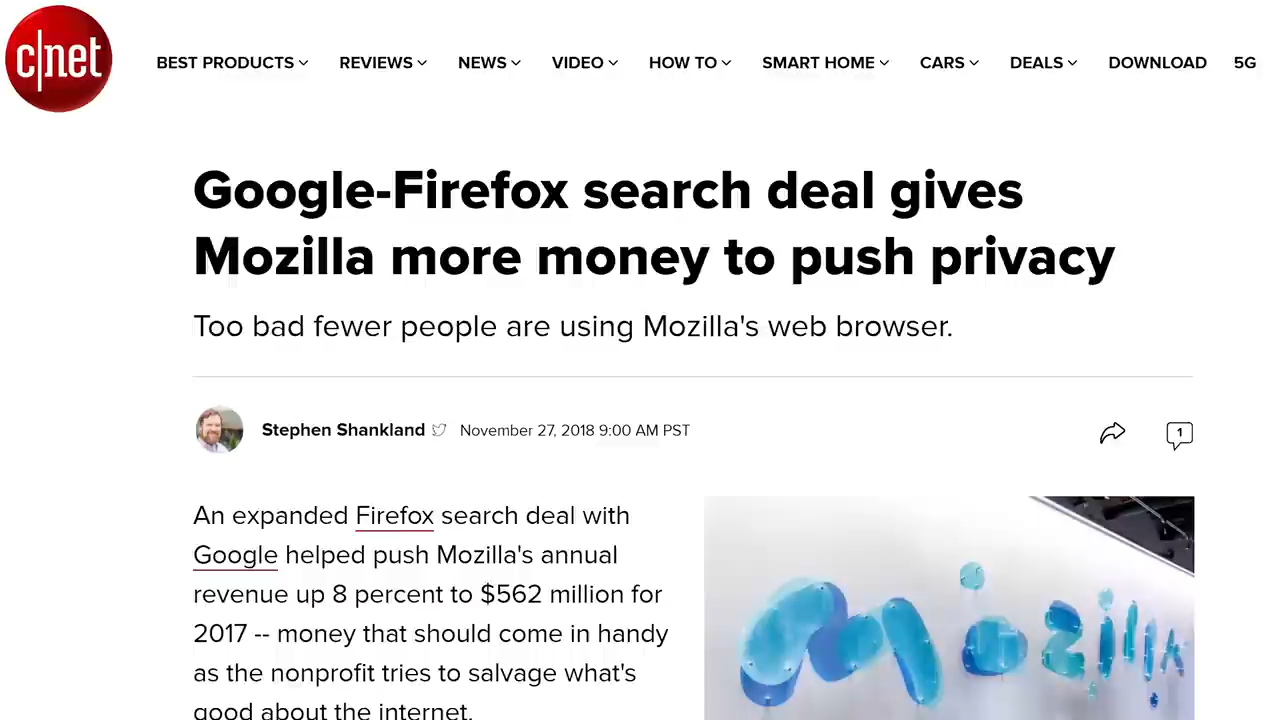 c|net
BEST PRODUCTS REVIEWS NEWS VIDEO HOW TO SMART HOME CARS DEALS DOWNLOAD 5G
Google-Firefox search deal gives
Mozilla more money to push privacy
Too bad fewer people are using Mozilla's web browser.
Stephen Shankland November 27, 2018 9:00 AM PST
1
An expanded Firefox search deal with
Google helped push Mozilla's annual
revenue up 8 percent to $562 million for
2017 -- money that should come in handy
as the nonprofit tries to salvage what's
good about the internet.
Mozilla